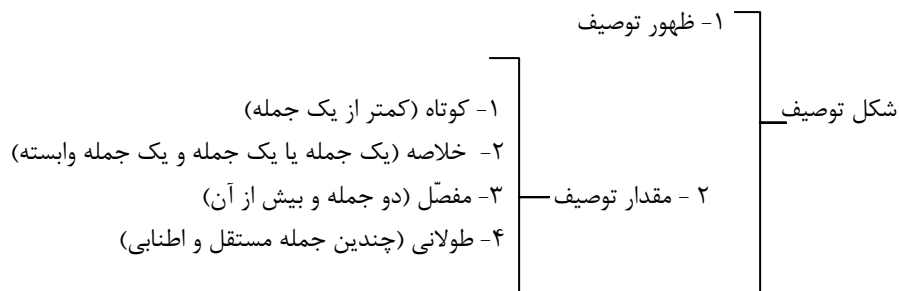 ۱- ظهور توصیف
شکل توصیف
۲ - مقدار توصیف
۱- کوتاه (کمتر از یک جمله)
۲- خلاصه (یک جمله یا یک جمله و یک جمله وابسته)
۳- مفصّل (دو جمله و بیش از آن)
۴- طولانی (چندین جمله مستقل و اطنابی)